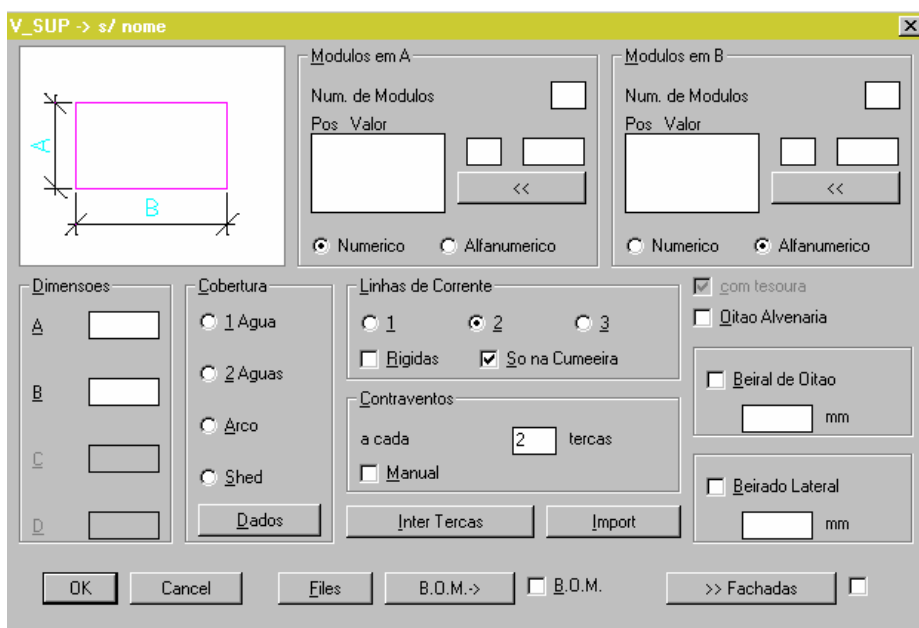 V_SUP -> s/ nome
A
B
Modulos em A
Num. de Modulos
Pos Valor
<<
Numerico Alfanumerico
Modulos em B
Num. de Modulos
Pos Valor
<<
Numerico Alfanumerico
Dimensoes
A
B
C
D
Cobertura
1 Agua
2 Aguas
Arco
Shed
Dados
Linhas de Corrente
1 2 3
Rigidas So na Cumeeira
Contraventos
a cada 2 tercas
Manual
Inter Tercas Import
com tesoura
Oitao Alvenaria
Beiral de Oitao
mm
Beirado Lateral
mm
OK Cancel Files B.O.M.-> B.O.M. >> Fachadas